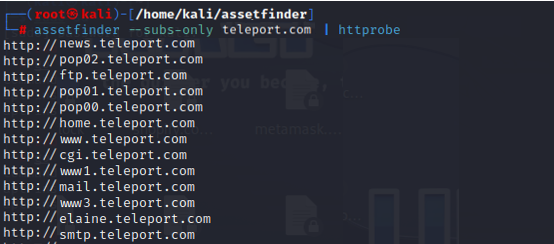 (root㉿kali)-[/home/kali/assetfinder]
# assetfinder --subs-only teleport.com | httprobe
http://news.teleport.com
http://pop02.teleport.com
http://ftp.teleport.com
http://pop01.teleport.com
http://pop00.teleport.com
http://home.teleport.com
http://www.teleport.com
http://cgi.teleport.com
http://www1.teleport.com
http://mail.teleport.com
http://www3.teleport.com
http://elaine.teleport.com
http://smtp.teleport.com